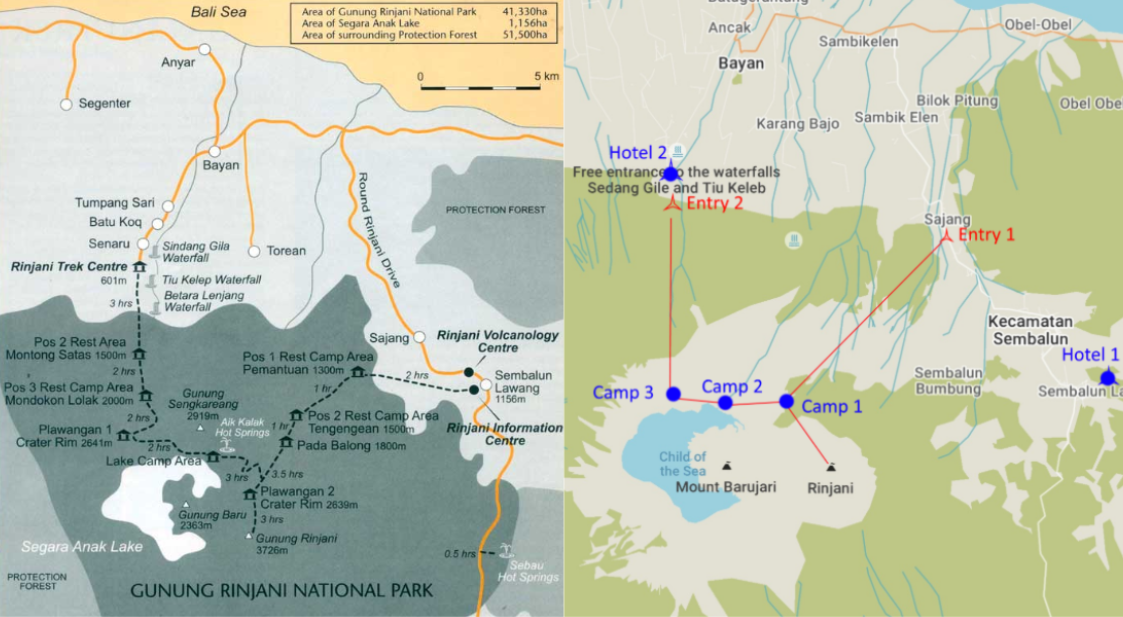 Bali Sea
Area of Gunung Rinjani National Park 41,330ha
Area of Segara Anak Lake 1,156ha
Area of surrounding Protection Forest 51,500ha
0 5 km
Anyar
Segenter
Bayan
Tumpang Sari
Batu Koq
Senaru
Sindang Gila
Waterfall
Rinjani Trek Centre
601m
Tiu Kelep Waterfall
Betara Lenjang
Waterfall
3 hrs
Torean
Round Rinjani Drive
PROTECTION FOREST
Pos 2 Rest Area
Montong Satas 1500m
2 hrs
Pos 3 Rest Camp Area
Mondokon Lolak 2000m
2 hrs
Plawangan 1
Crater Rim 2641m
2 hrs
Lake Camp Area
Gunung
Sengkareang
2919m
Aik Kalak
Hot Springs
3 hrs
Pos 1 Rest Camp Area
Pemantuan 1300m
2 hrs
1 hr
Pos 2 Rest Camp Area
Tengengean 1500m
1 hr
Pada Balong 1800m
3.5 hrs
Plawangan 2
Crater Rim 2639m
3 hrs
Gunung Rinjani
3726m
Gunung Baru
2363m
Segara Anak Lake
Sajang
Rinjani Volcanology
Centre
Sembalun
Lawang
1156m
Rinjani Information
Centre
0.5 hrs
Sebau
Hot Springs
PROTECTION
FOREST
GUNUNG RINJANI NATIONAL PARK
Ancak
Obel-Obel
Sambikelen
Bayan
Bilok Pitung
Obel Obe
Sambik Elen
Karang Bajo
Hotel 2
Free entrance to the waterfalls
Sedang Gile and Tiu Keleb
Entry 2
Sajang
Entry 1
Kecamatan
Sembalun
Hotel 1
Sembalun
Bumbung
Sembalun La
Camp 3
Camp 2
Camp 1
Child of
the Sea
Mount Barujari
Rinjani